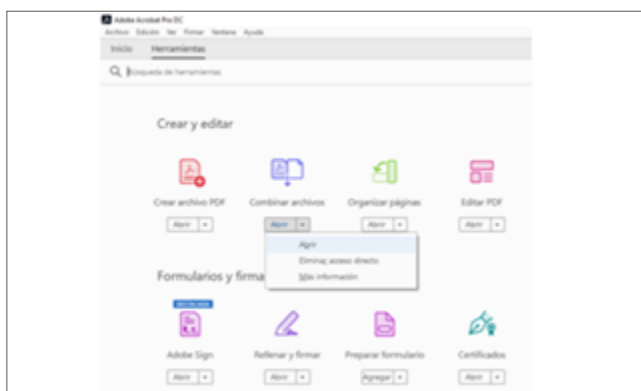 Adobe Acrobat Pro DC
Archivo Edición Ver Firmar Ventana Ayuda
Inicio Herramientas
Búsqueda de herramientas
Crear y editar
Crear archivo PDF Combinar archivos Organizar páginas Editar PDF
Abrir Abrir Abrir Abrir
Abrir
Eliminar acceso directo
Más información
Formularios y firma
Adobe Sign Rellenar y firmar Preparar formulario Certificados
Abrir Abrir Agregar Abrir